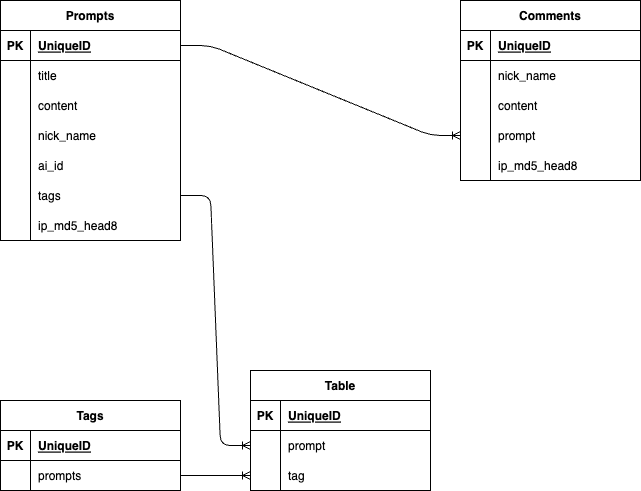 Prompts
PK UniqueID
title
content
nick_name
ai_id
tags
ip_md5_head8
Comments
PK UniqueID
nick_name
content
prompt
ip_md5_head8
Tags
PK UniqueID
prompts
Table
PK UniqueID
prompt
tag